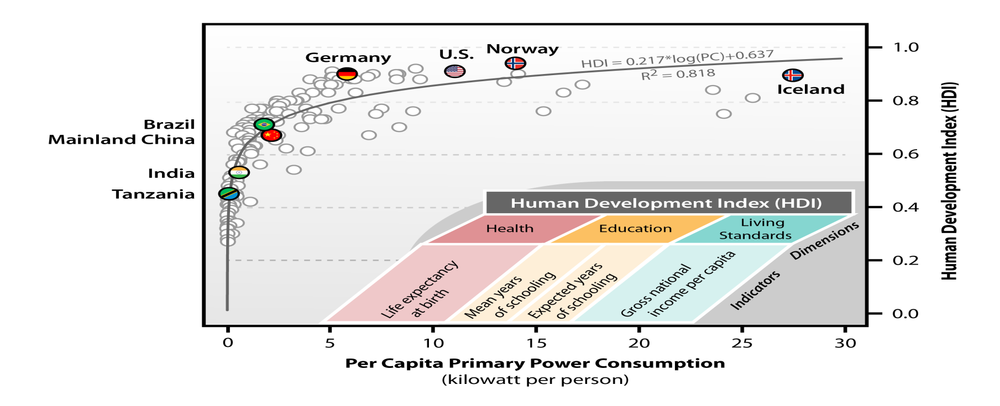 Germany
U.S.
Norway
HDI = 0.217*log(PC)+0.637
R² = 0.818
Iceland
Brazil
Mainland China
India
Tanzania
1.0
0.8
0.6
0.4
0.2
0.0
Human Development Index (HDI)
Human Development Index (HDI)
Health
Education
Living
Standards
Dimensions
Life expectancy
at birth
Mean years
of schooling
Expected years
of schooling
Gross national
income per capita
Indicators
0 5 10 15 20 25 30
Per Capita Primary Power Consumption
(kilowatt per person)